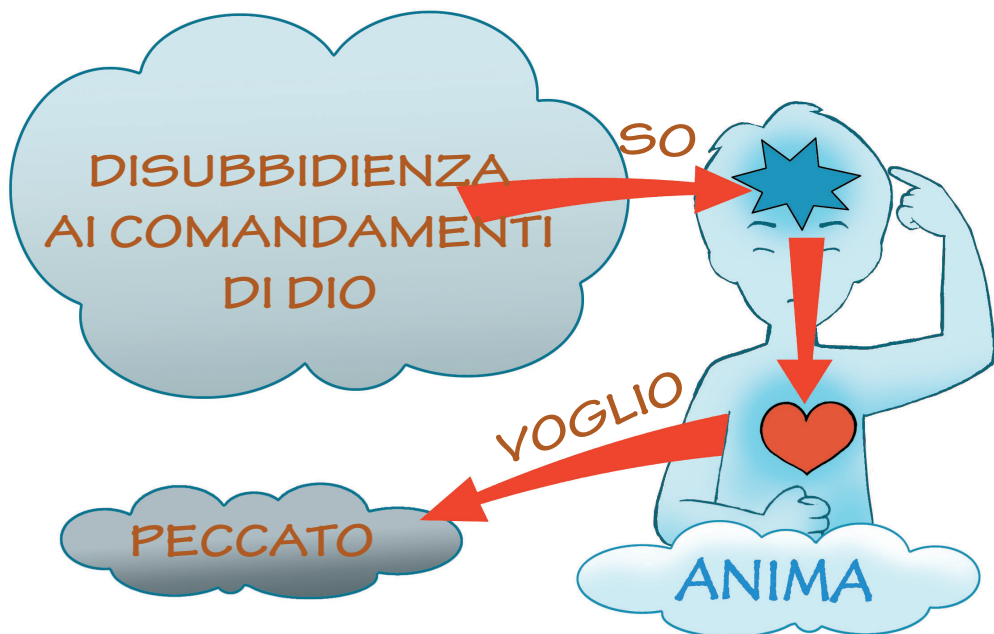 DISUBBIDIENZA
AI COMANDAMENTI
DI DIO
SO
VOGLIO
PECCATO
ANIMA